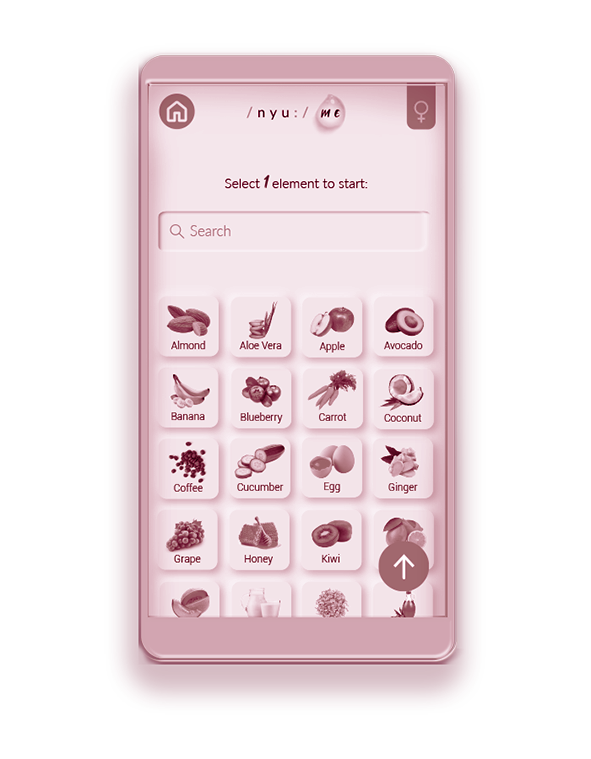 / n y u : / me
Select 1 element to start:
Search
Almond Aloe Vera Apple Avocado
Banana Blueberry Carrot Coconut
Coffee Cucumber Egg Ginger
Grape Honey Kiwi